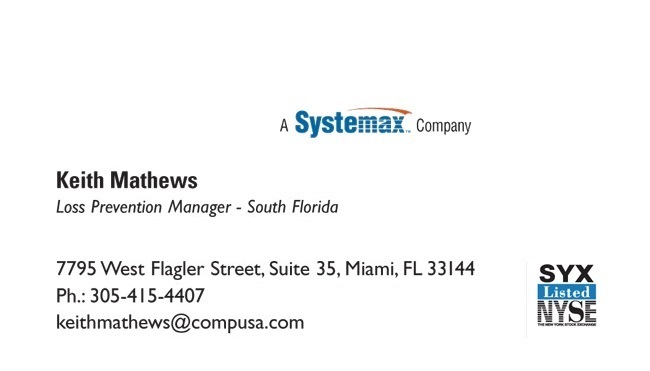 A Systemax™ Company
Keith Mathews
Loss Prevention Manager - South Florida
7795 West Flagler Street, Suite 35, Miami, FL 33144
Ph.: 305-415-4407
keithmathews@compusa.com
SYX
Listed
NYSE
THE NEW YORK STOCK EXCHANGE